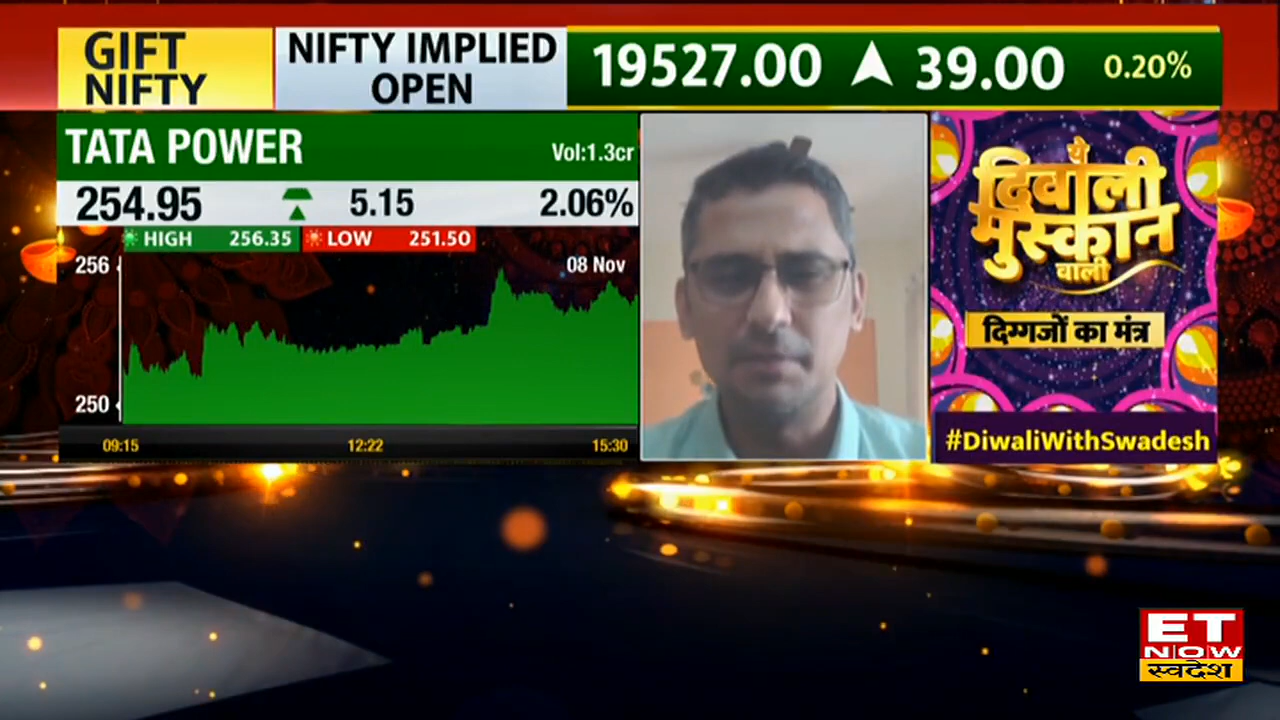 GIFT
NIFTY
NIFTY IMPLIED
OPEN
19527.00 39.00 0.20%
TATA POWER
Vol:1.3cr
254.95 5.15 2.06%
HIGH 256.35 LOW 251.50
256
08 Nov
250
09:15 12:22 15:30
ये
दिवाली
मुस्कान
वाली
दिग्गजों का मंत्र
#DiwaliWithSwadesh
ET
NOW
स्वदेश